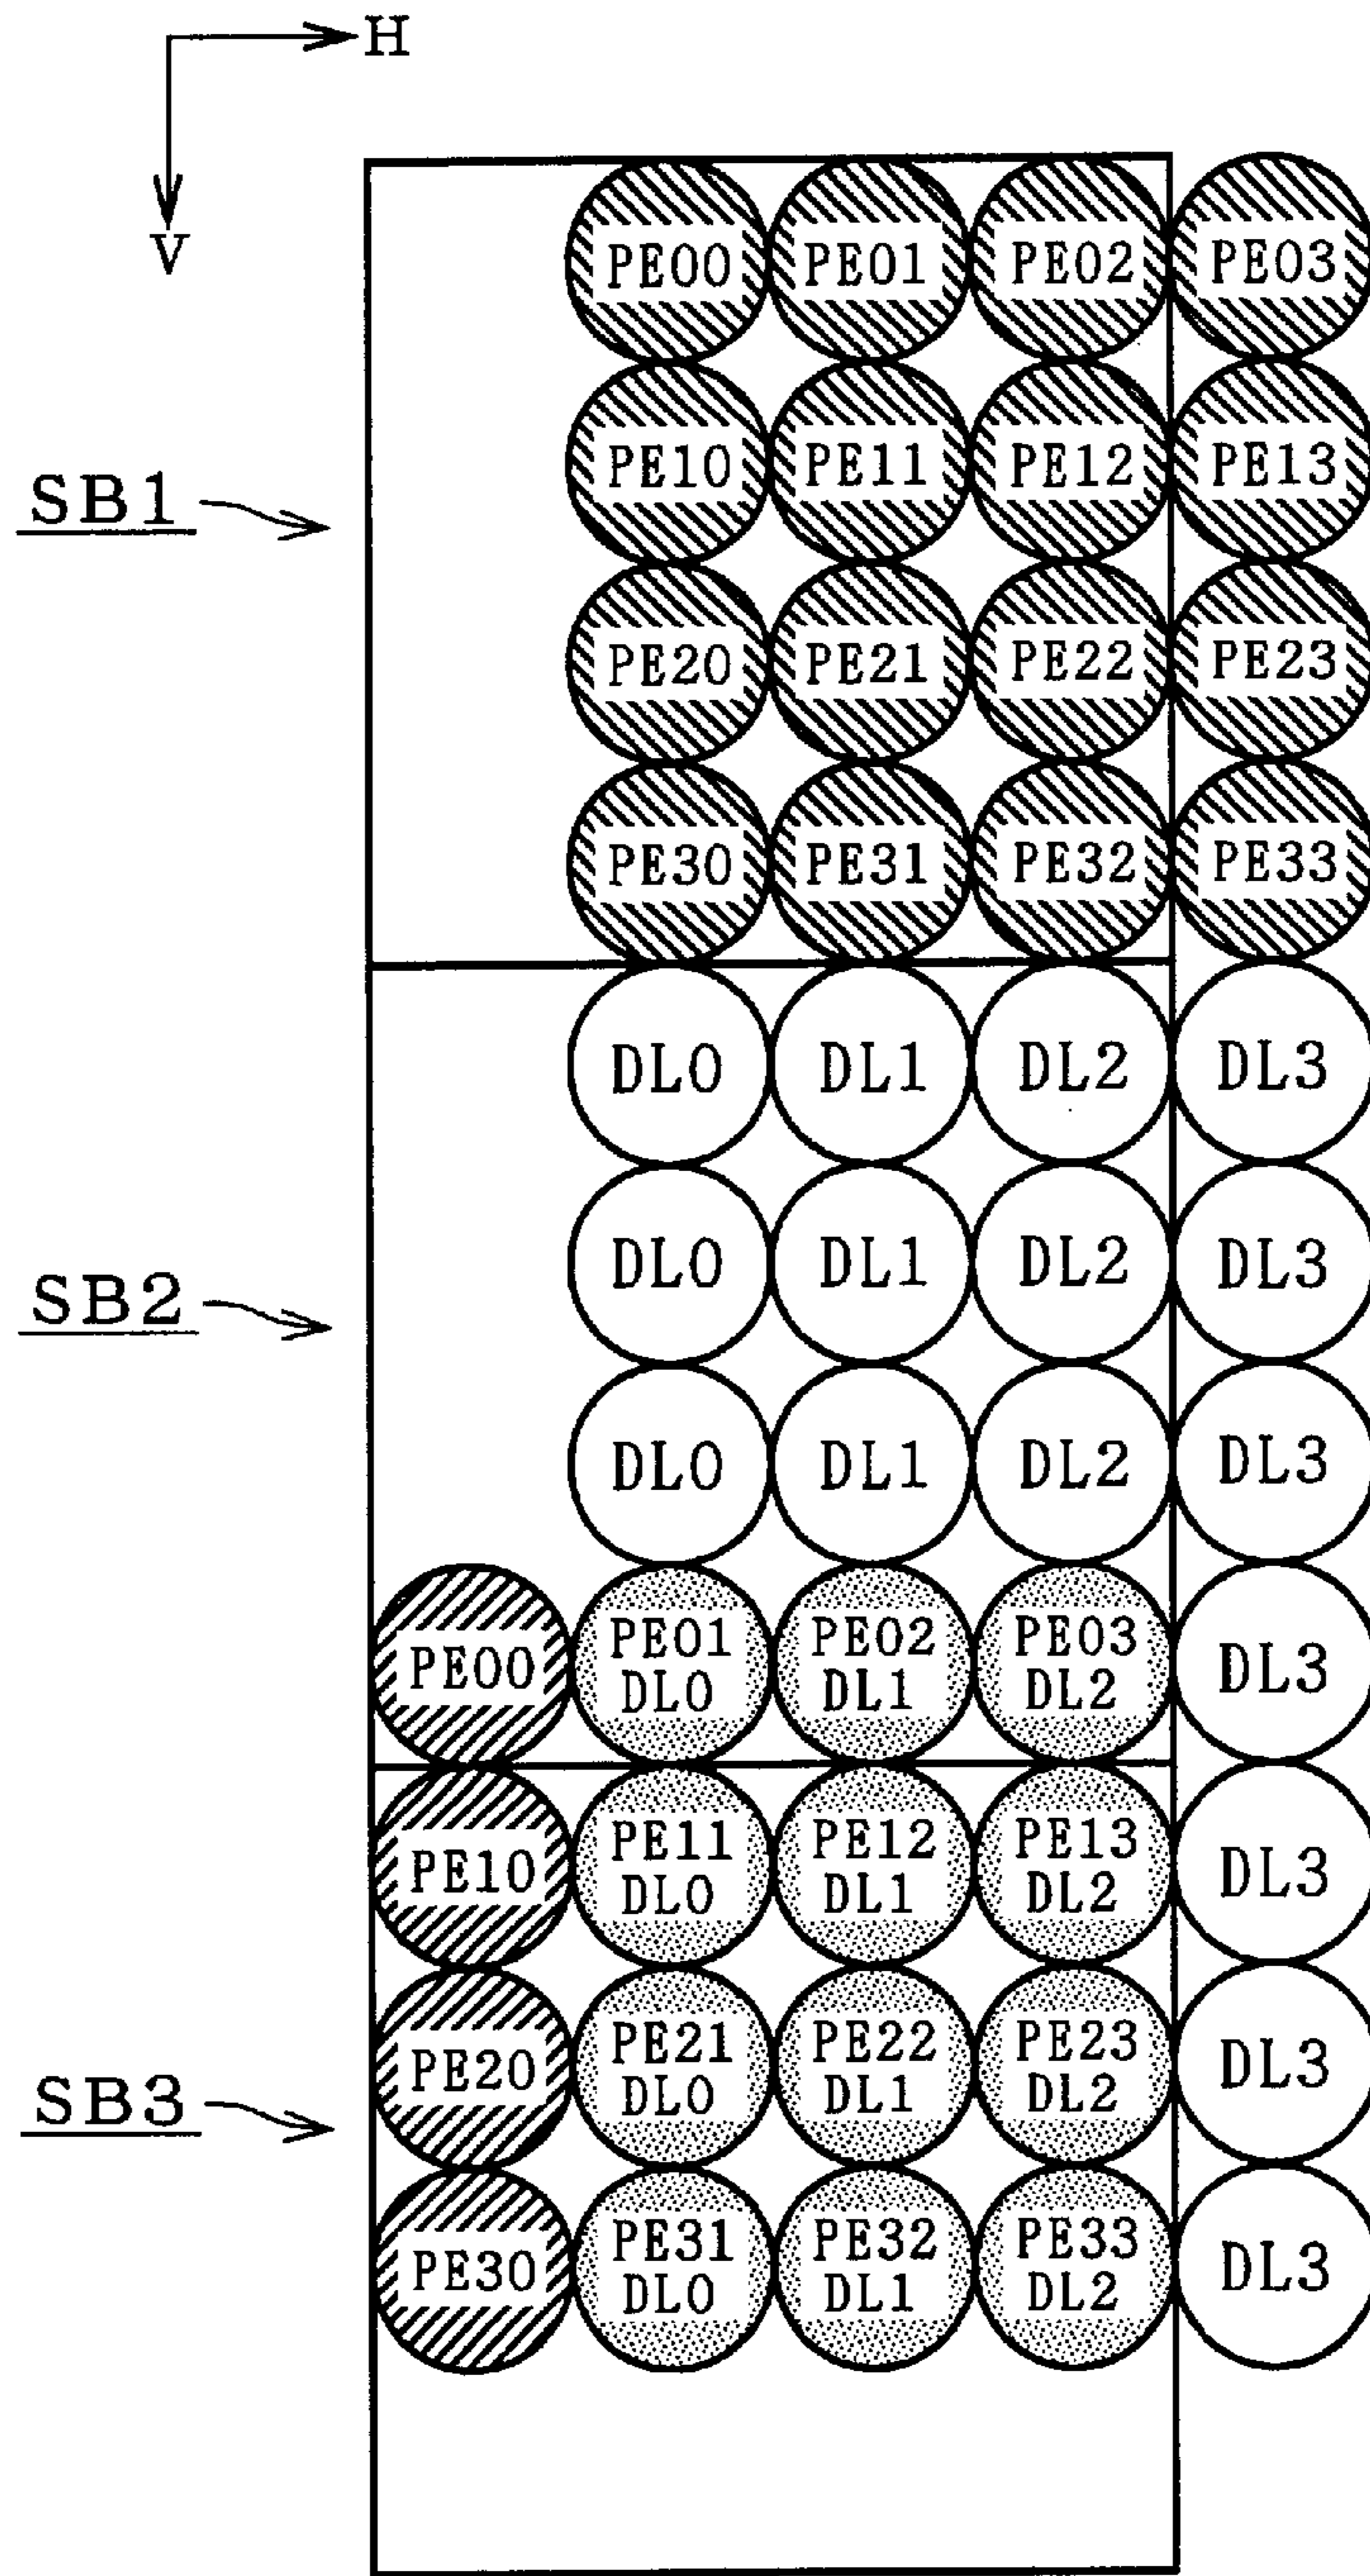 H
V
PE00 PE01 PE02 PE03
PE10 PE11 PE12 PE13
SB1
PE20 PE21 PE22 PE23
PE30 PE31 PE32 PE33
DL0 DL1 DL2 DL3
DL0 DL1 DL2 DL3
SB2
DL0 DL1 DL2 DL3
PE00 PE01 PE02 PE03 DL3
DL0 DL1 DL2
PE10 PE11 PE12 PE13 DL3
DL0 DL1 DL2
PE20 PE21 PE22 PE23 DL3
DL0 DL1 DL2
SB3
PE30 PE31 PE32 PE33 DL3
DL0 DL1 DL2